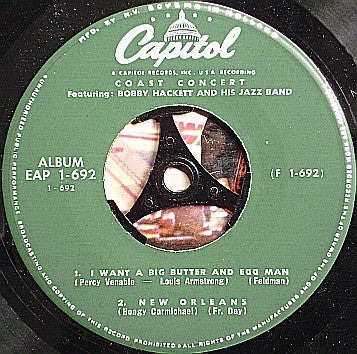 MFG. BY N.V. BOVEMA
Capitol
RECORDS
A CAPITOL RECORDS, INC., U.S.A. RECORDING
COAST CONCERT
Featuring: BOBBY HACKETT AND HIS JAZZ BAND
ALBUM
EAP 1-692
1 - 692
(F 1-692)
1. I WANT A BIG BUTTER AND EGG MAN
(Percy Venable — Louis Armstrong) (Feldman)
2. NEW ORLEANS
(Hoagy Carmichael) (Fr. Day)
UNAUTHORIZED PUBLIC PERFORMANCE, BROADCASTING AND COPYING OF THIS RECORD PROHIBITED
ALL RIGHTS OF THE MANUFACTURER AND OF THE OWNER OF THE RECORDED WORK RESERVED